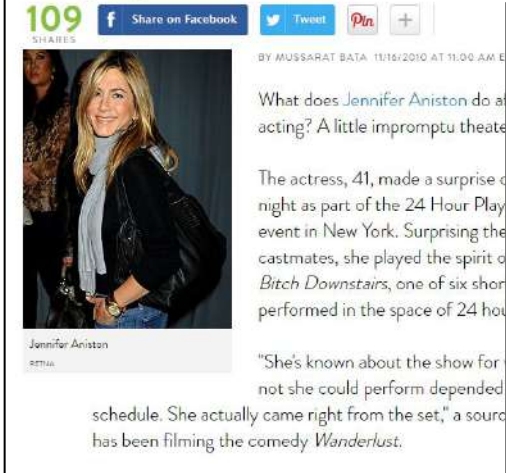 109
SHARES
Share on Facebook
Tweet
Pin
+
BY MUSSARAT BATA 11/16/2010 AT 11:00 AM E
What does Jennifer Aniston do
acting? A little impromptu theate
The actress, 41, made a surprise
night as part of the 24 Hour Play
event in New York. Surprising the
castmates, she played the spirit
Bitch Downstairs, one of six shor
performed in the space of 24 hou
Jennifer Aniston
RETNA
"She's known about the show for
not she could perform depended
schedule. She actually came right from the set," a sourc
has been filming the comedy Wanderlust.